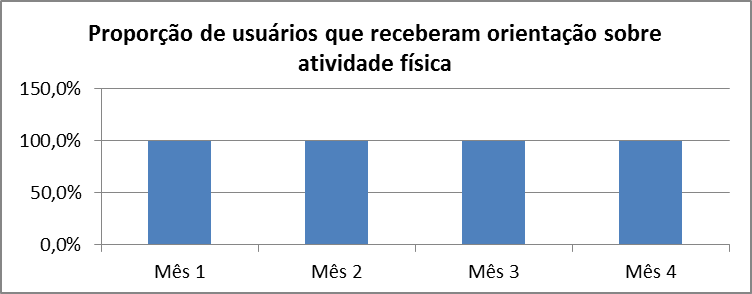 Proporção de usuários que receberam orientação sobre
atividade física
150,0%
100,0%
50,0%
0,0%
Mês 1 Mês 2 Mês 3 Mês 4